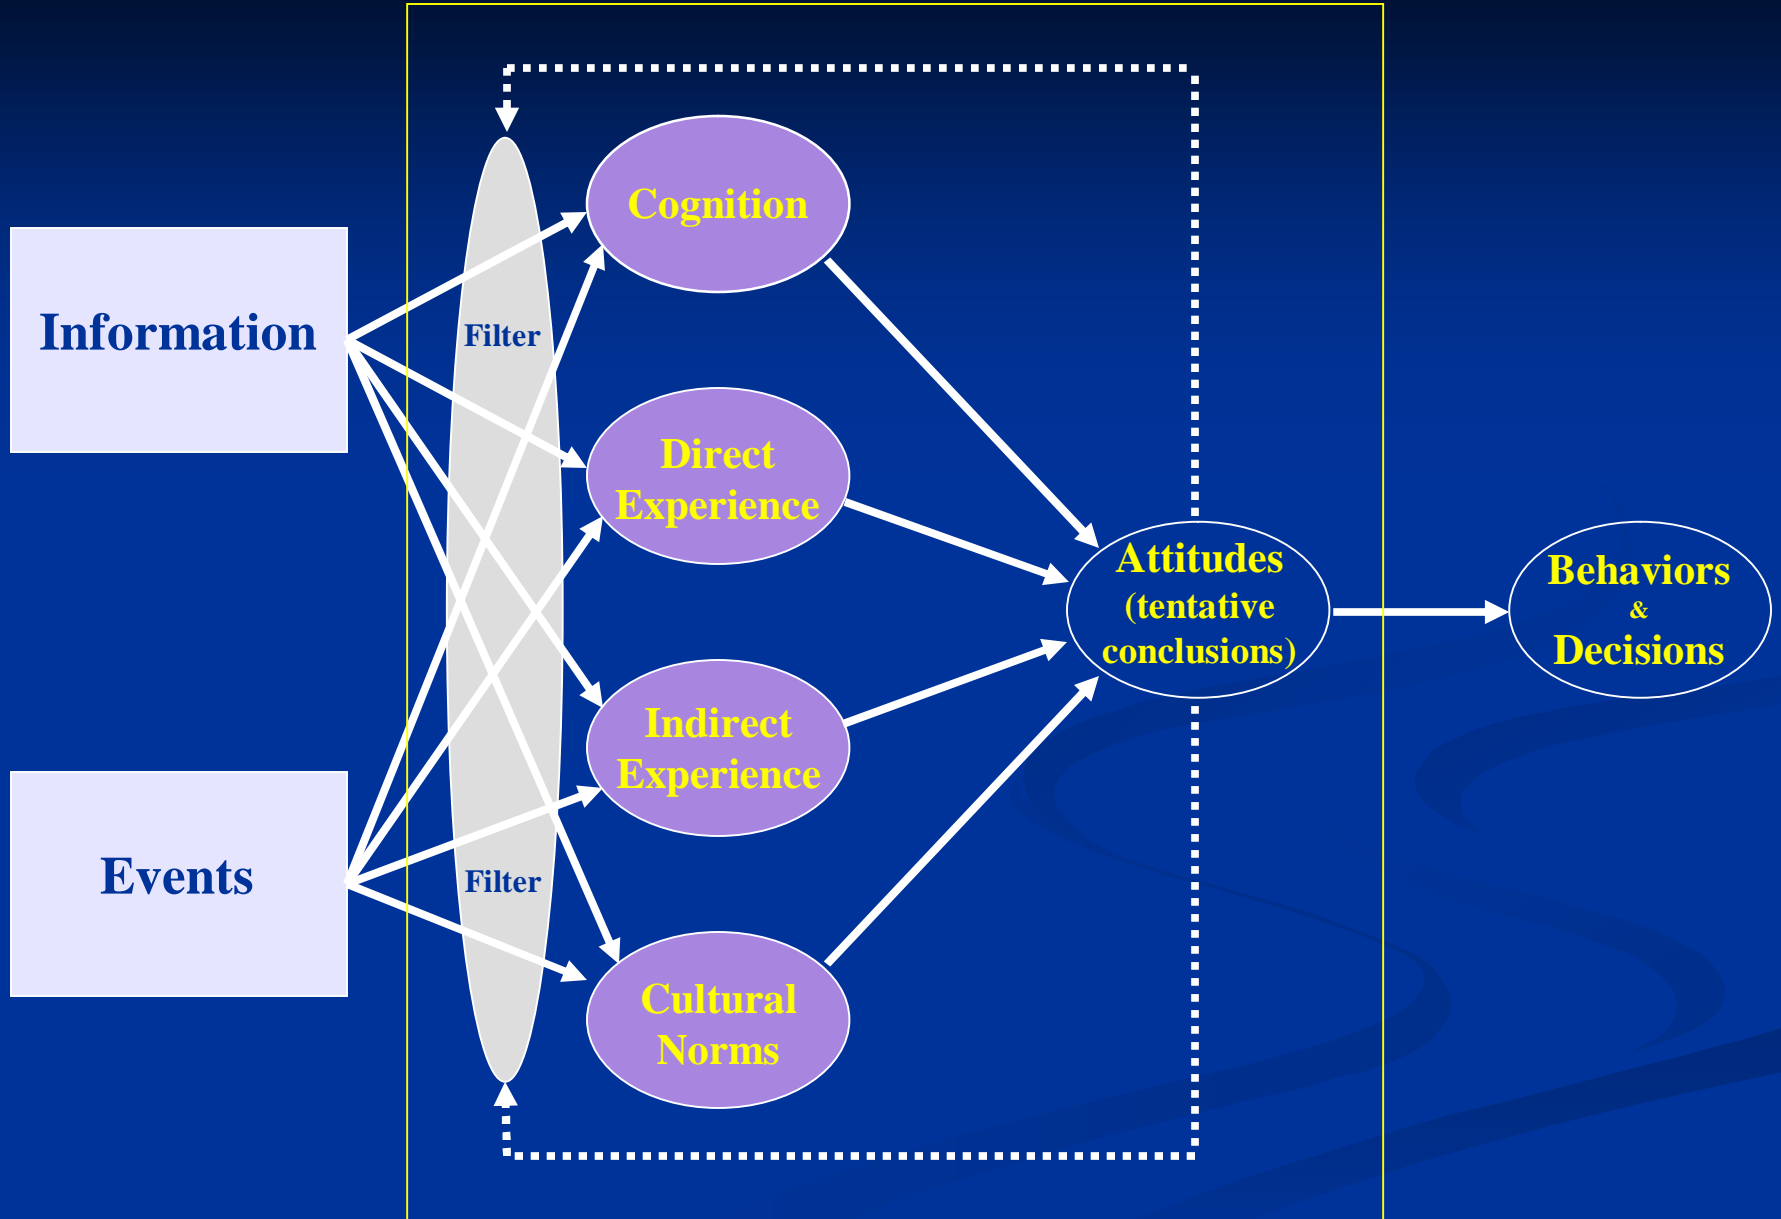 Cognition
Information
Filter
Direct
Experience
Attitudes
(tentative
conclusions)
Behaviors
&
Decisions
Indirect
Experience
Events
Filter
Cultural
Norms